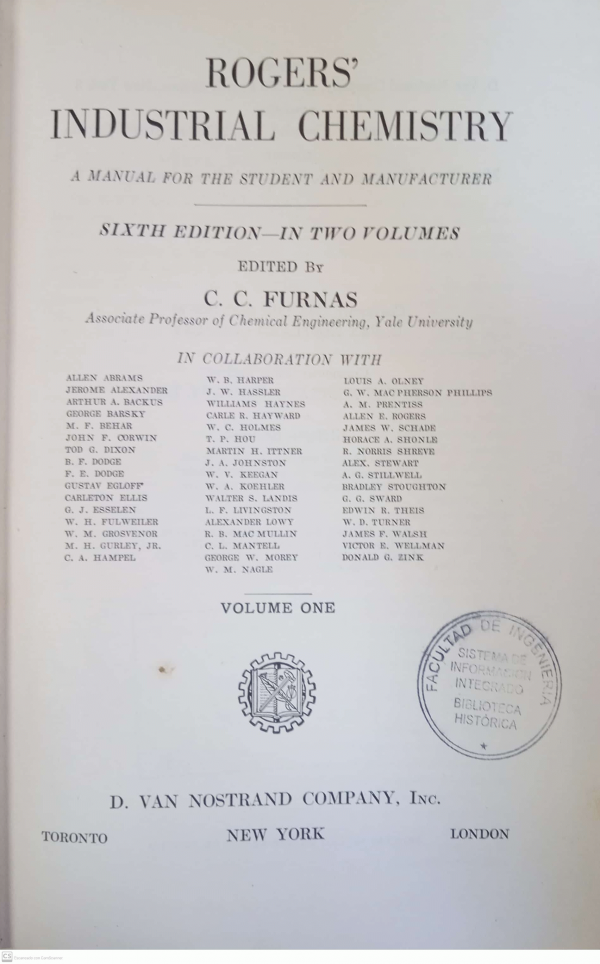 ROGERS'
INDUSTRIAL CHEMISTRY
A MANUAL FOR THE STUDENT AND MANUFACTURER
SIXTH EDITION—IN TWO VOLUMES
EDITED BY
C. C. FURNAS
Associate Professor of Chemical Engineering, Yale University
IN COLLABORATION WITH
ALLEN ABRAMS
JEROME ALEXANDER
ARTHUR A. BACKUS
GEORGE BARSKY
M. F. BEHAR
JOHN F. CORWIN
TOD G. DIXON
B. F. DODGE
F. E. DODGE
GUSTAV EGLOFF
CARLETON ELLIS
G. J. ESSELEN
W. H. FULWEILER
W. M. GROSVENOR
M. H. GURLEY, JR.
C. A. HAMPEL
W. B. HARPER
J. W. HASSLER
WILLIAMS HAYNES
CARLE R. HAYWARD
W. C. HOLMES
T. P. HOU
MARTIN H. ITTNER
J. A. JOHNSTON
W. V. KEEGAN
W. A. KOEHLER
WALTER S. LANDIS
L. F. LIVINGSTON
ALEXANDER LOWY
R. B. MAC MULLIN
C. L. MANTELL
GEORGE W. MOREY
W. M. NAGLE
LOUIS A. OLNEY
G. W. MAC PHERSON PHILLIPS
A. M. PRENTISS
ALLEN E. ROGERS
JAMES W. SCHADE
HORACE A. SHONLE
R. NORRIS SHREVE
ALEX. STEWART
A. G. STILLWELL
BRADLEY STOUGHTON
G. G. SWARD
EDWIN R. THEIS
W. D. TURNER
JAMES F. WALSH
VICTOR E. WELLMAN
DONALD G. ZINK
VOLUME ONE
FACULTAD DE INGENIERIA
SISTEMA DE
INFORMACION
INTEGRADO
BIBLIOTECA
HISTÓRICA
D. VAN NOSTRAND COMPANY, INC.
TORONTO NEW YORK LONDON
CS